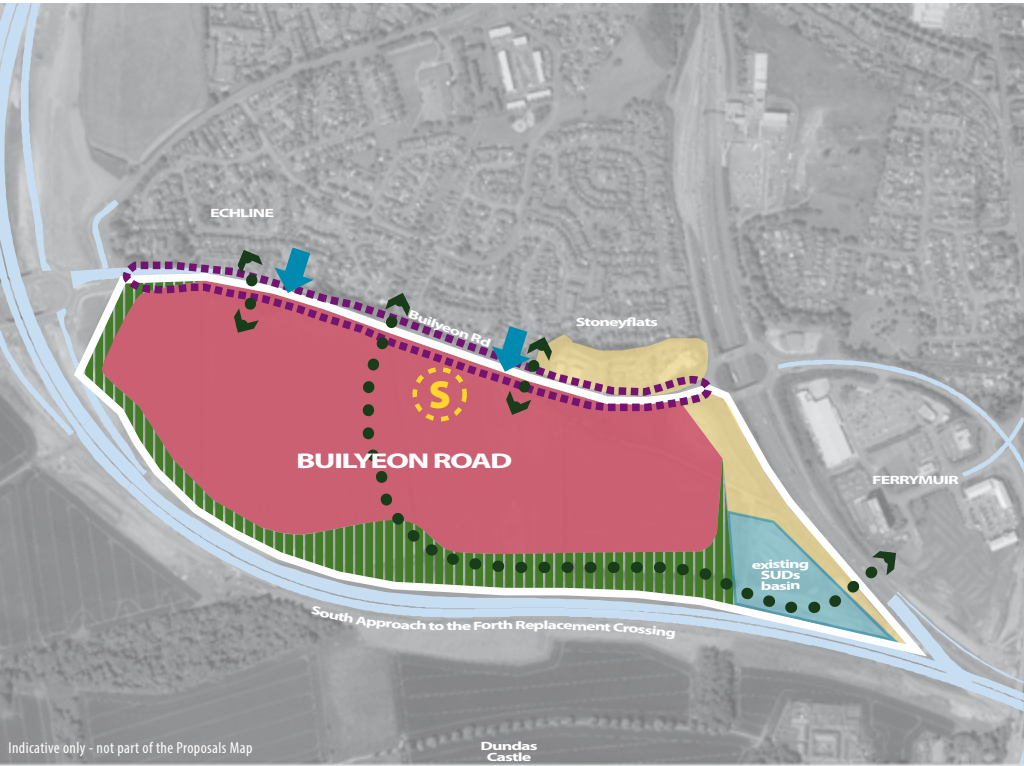 ECHLINE
Builyeon Rd
Stoneyflats
S
BUILYEON ROAD
FERRYMUIR
existing
SUDs
basin
South Approach to the Forth Replacement Crossing
Indicative only - not part of the Proposals Map
Dundas
Castle